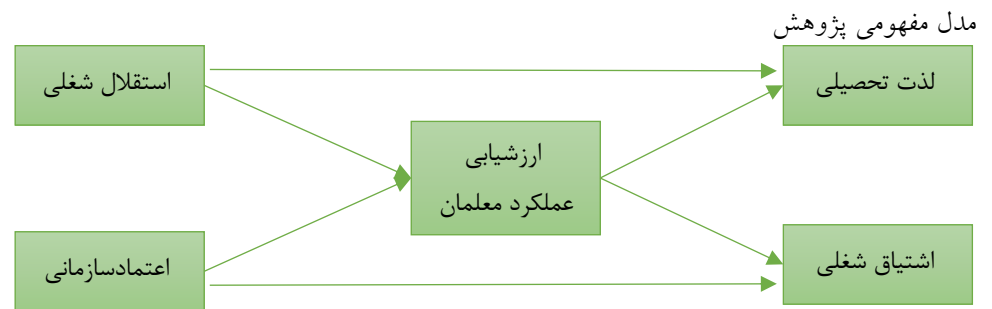 مدل مفهومی پژوهش
استقلال شغلی
لذت تحصیلی
ارزشیابی
عملکرد معلمان
اعتمادسازمانی
اشتیاق شغلی